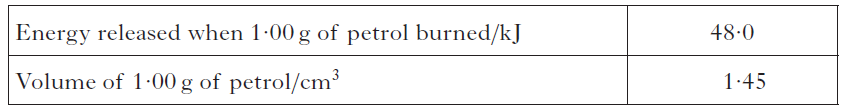 Energy released when 1·00 g of petrol burned/kJ 48·0
Volume of 1·00 g of petrol/cm³ 1·45